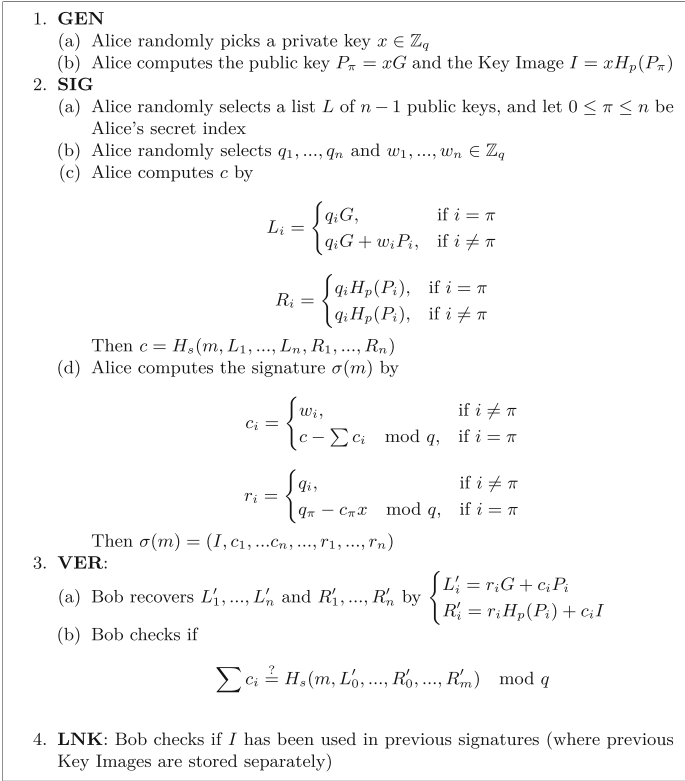 1. GEN
(a) Alice randomly picks a private key x ∈ ℤ_q
(b) Alice computes the public key P_π = xG and the Key Image I = xH_p(P_π)
2. SIG
(a) Alice randomly selects a list L of n − 1 public keys, and let 0 ≤ π ≤ n be
Alice's secret index
(b) Alice randomly selects q_1, ..., q_n and w_1, ..., w_n ∈ ℤ_q
(c) Alice computes c by
L_i = { q_iG, if i = π
q_iG + w_iP_i, if i ≠ π
R_i = { q_iH_p(P_i), if i = π
q_iH_p(P_i), if i ≠ π
Then c = H_s(m, L_1, ..., L_n, R_1, ..., R_n)
(d) Alice computes the signature σ(m) by
c_i = { w_i, if i ≠ π
c − ∑ c_i mod q, if i = π
r_i = { q_i, if i ≠ π
q_π − c_πx mod q, if i = π
Then σ(m) = (I, c_1, ...c_n, ..., r_1, ..., r_n)
3. VER:
(a) Bob recovers L′_1, ..., L′_n and R′_1, ..., R′_n by { L′_i = r_iG + c_iP_i
R′_i = r_iH_p(P_i) + c_iI
(b) Bob checks if
∑ c_i ≟ H_s(m, L′_0, ..., R′_0, ..., R′_m) mod q
4. LNK: Bob checks if I has been used in previous signatures (where previous
Key Images are stored separately)